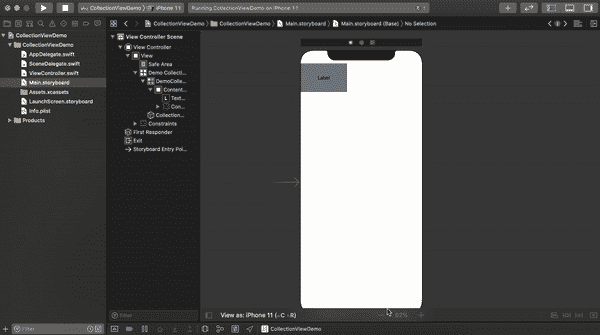 CollectionViewDemo
iPhone 11
Running CollectionViewDemo on iPhone 11
CollectionViewDemo
CollectionViewDemo
CollectionViewDemo
Main.storyboard
Main.storyboard (Base)
No Selection
CollectionViewDemo
AppDelegate.swift
SceneDelegate.swift
ViewController.swift
Main.storyboard
Assets.xcassets
LaunchScreen.storyboard
Info.plist
Products
View Controller Scene
View Controller
View
Safe Area
Demo Collecti...
DemoColle...
Content...
L Text...
Con...
Collection...
Constraints
First Responder
Exit
Storyboard Entry Poi...
Label
Filter
Filter
View as: iPhone 11
CollectionViewDemo